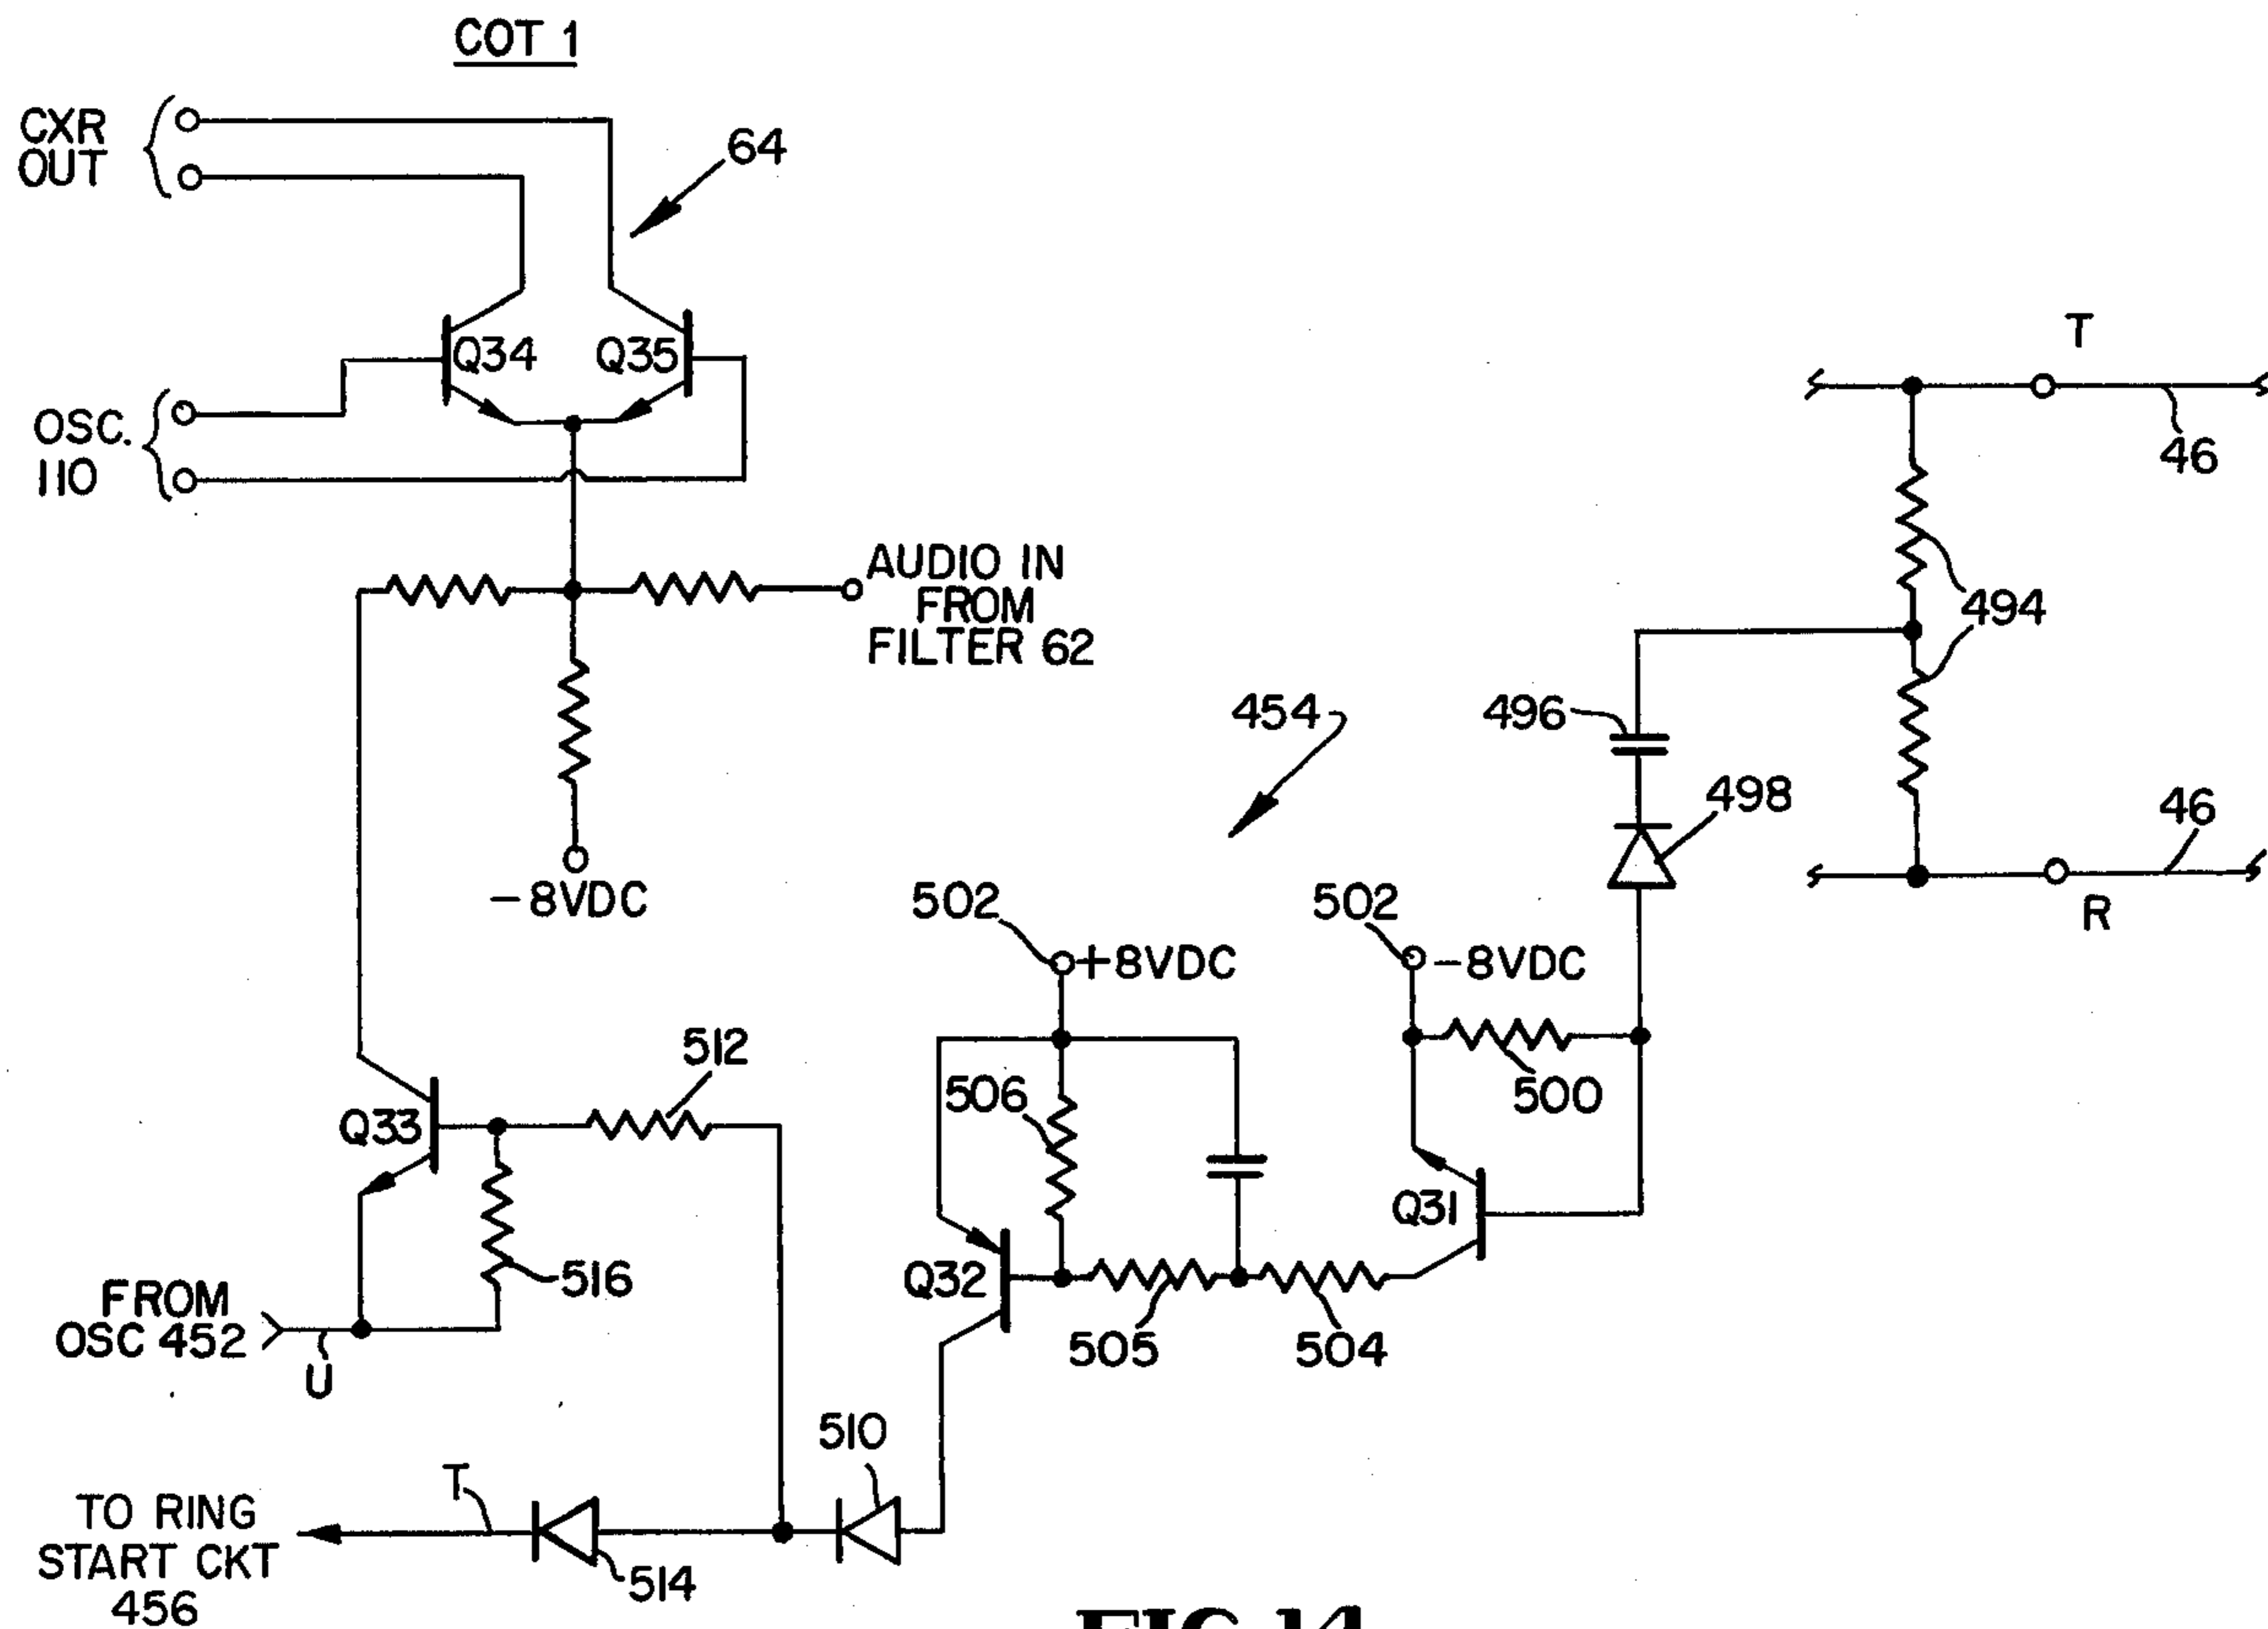 COT 1
CXR
OUT
64
Q34
Q35
OSC.
110
T
46
494
AUDIO IN
FROM
FILTER 62
454
496
498
46
R
-8VDC
502
+8VDC
502
-8VDC
512
506
500
Q33
Q31
516
Q32
505
504
FROM
OSC 452
U
510
T
TO RING
START CKT
456
514
FIG. 14